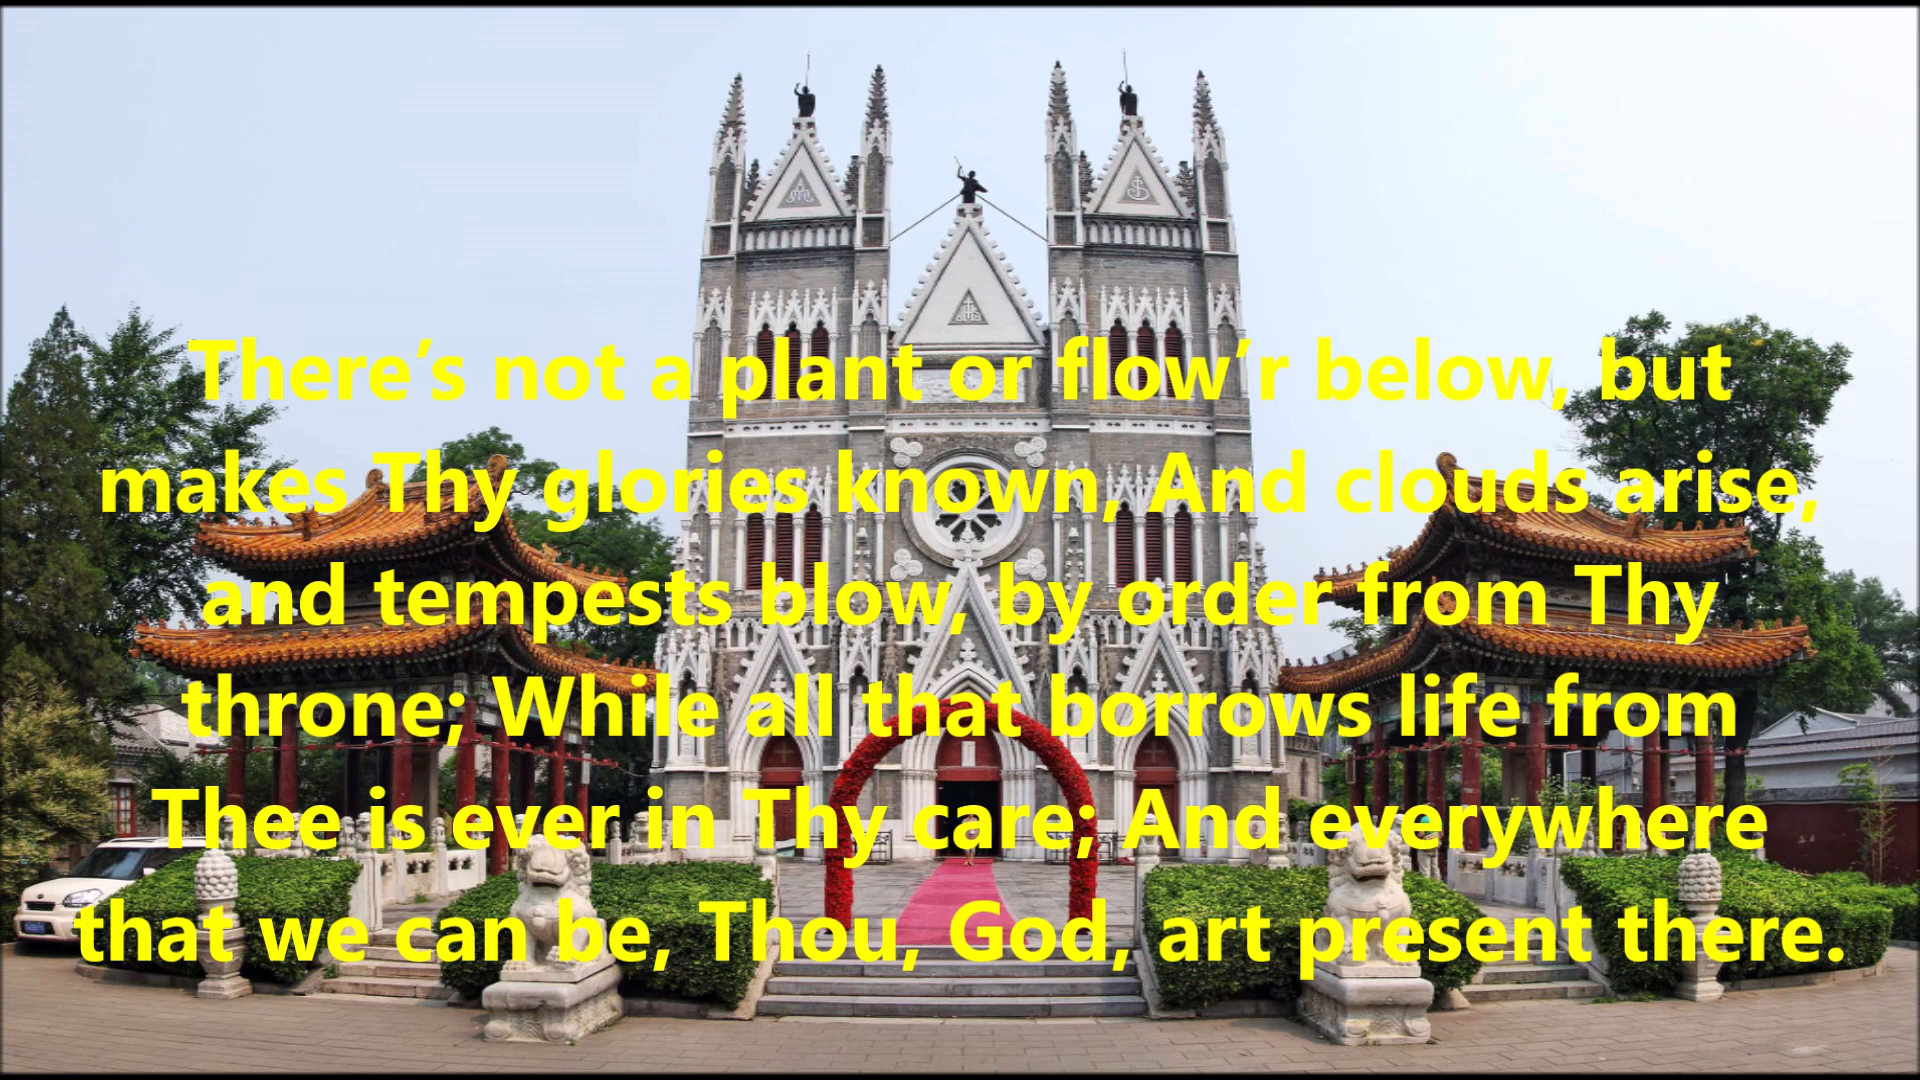 There’s not a plant or flow’r below, but
makes Thy glories known, And clouds arise,
and tempests blow, by order from Thy
throne; While all that borrows life from
Thee is ever in Thy care; And everywhere
that we can be, Thou, God, art present there.